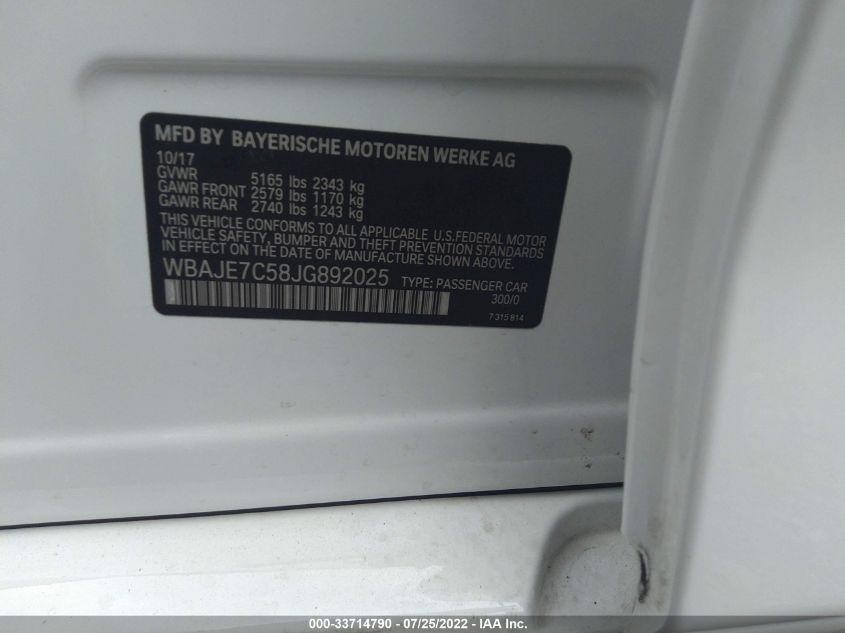 MFD BY BAYERISCHE MOTOREN WERKE AG
10/17
GVWR 5165 lbs 2343 kg
GAWR FRONT 2579 lbs 1170 kg
GAWR REAR 2740 lbs 1243 kg
THIS VEHICLE CONFORMS TO ALL APPLICABLE U.S.FEDERAL MOTOR
VEHICLE SAFETY, BUMPER AND THEFT PREVENTION STANDARDS
IN EFFECT ON THE DATE OF MANUFACTURE SHOWN ABOVE.
WBAJE7C58JG892025 TYPE: PASSENGER CAR
300/0
7 315 814
000-33714790 - 07/25/2022 - IAA Inc.